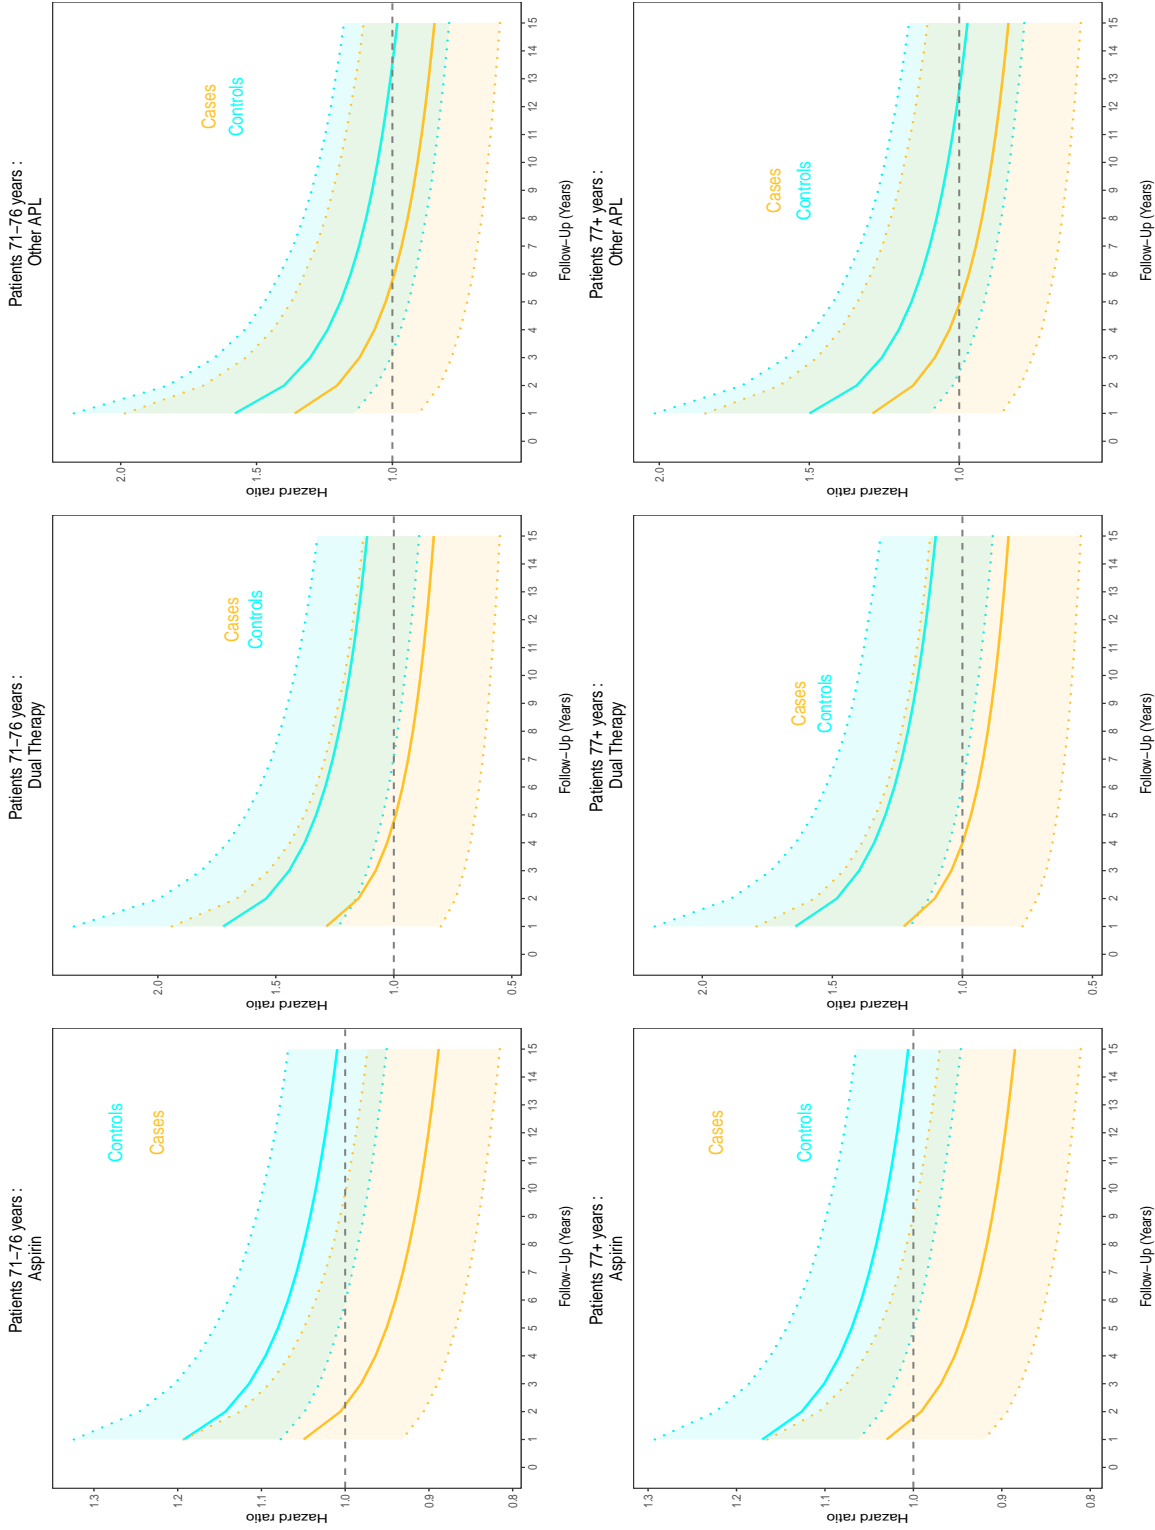 Patients 71−76 years :
Aspirin
Hazard ratio
1.3
1.2
1.1
1.0
0.9
0.8
Controls
Cases
0 1 2 3 4 5 6 7 8 9 10 11 12 13 14 15
Follow−Up (Years)
Patients 71−76 years :
Dual Therapy
Hazard ratio
2.0
1.5
1.0
0.5
Cases
Controls
0 1 2 3 4 5 6 7 8 9 10 11 12 13 14 15
Follow−Up (Years)
Patients 71−76 years :
Other APL
Hazard ratio
2.0
1.5
1.0
Cases
Controls
0 1 2 3 4 5 6 7 8 9 10 11 12 13 14 15
Follow−Up (Years)
Patients 77+ years :
Aspirin
Hazard ratio
1.3
1.2
1.1
1.0
0.9
0.8
Cases
Controls
0 1 2 3 4 5 6 7 8 9 10 11 12 13 14 15
Follow−Up (Years)
Patients 77+ years :
Dual Therapy
Hazard ratio
2.0
1.5
1.0
0.5
Cases
Controls
0 1 2 3 4 5 6 7 8 9 10 11 12 13 14 15
Follow−Up (Years)
Patients 77+ years :
Other APL
Hazard ratio
2.0
1.5
1.0
Cases
Controls
0 1 2 3 4 5 6 7 8 9 10 11 12 13 14 15
Follow−Up (Years)